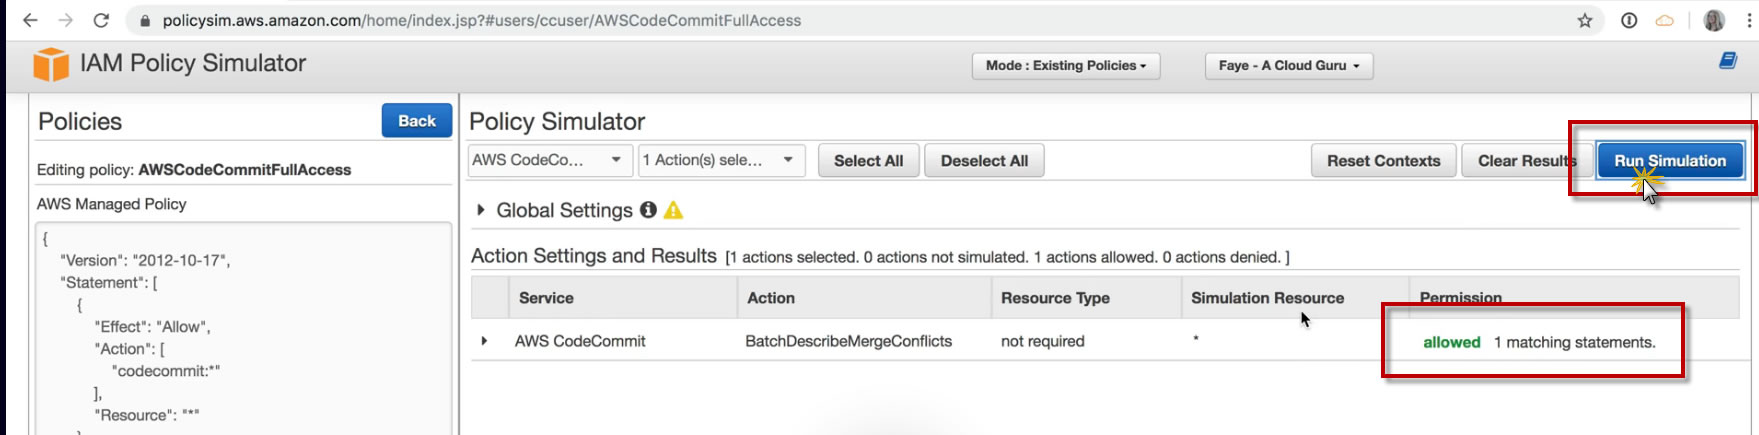 policysim.aws.amazon.com/home/index.jsp?#users/ccuser/AWSCodeCommitFullAccess
IAM Policy Simulator
Mode : Existing Policies
Faye - A Cloud Guru
Policies
Back
Policy Simulator
AWS CodeCo...
1 Action(s) sele...
Select All
Deselect All
Reset Contexts
Clear Results
Run Simulation
Editing policy: AWSCodeCommitFullAccess
AWS Managed Policy
Global Settings
{
"Version": "2012-10-17",
"Statement": [
{
"Effect": "Allow",
"Action": [
"codecommit:*"
],
"Resource": "*"
Action Settings and Results [1 actions selected. 0 actions not simulated. 1 actions allowed. 0 actions denied. ]
Service Action Resource Type Simulation Resource Permission
AWS CodeCommit BatchDescribeMergeConflicts not required * allowed 1 matching statements.